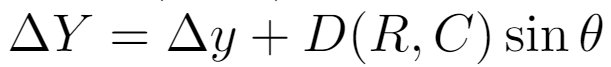 ΔY = Δy + D(R, C) sin θ